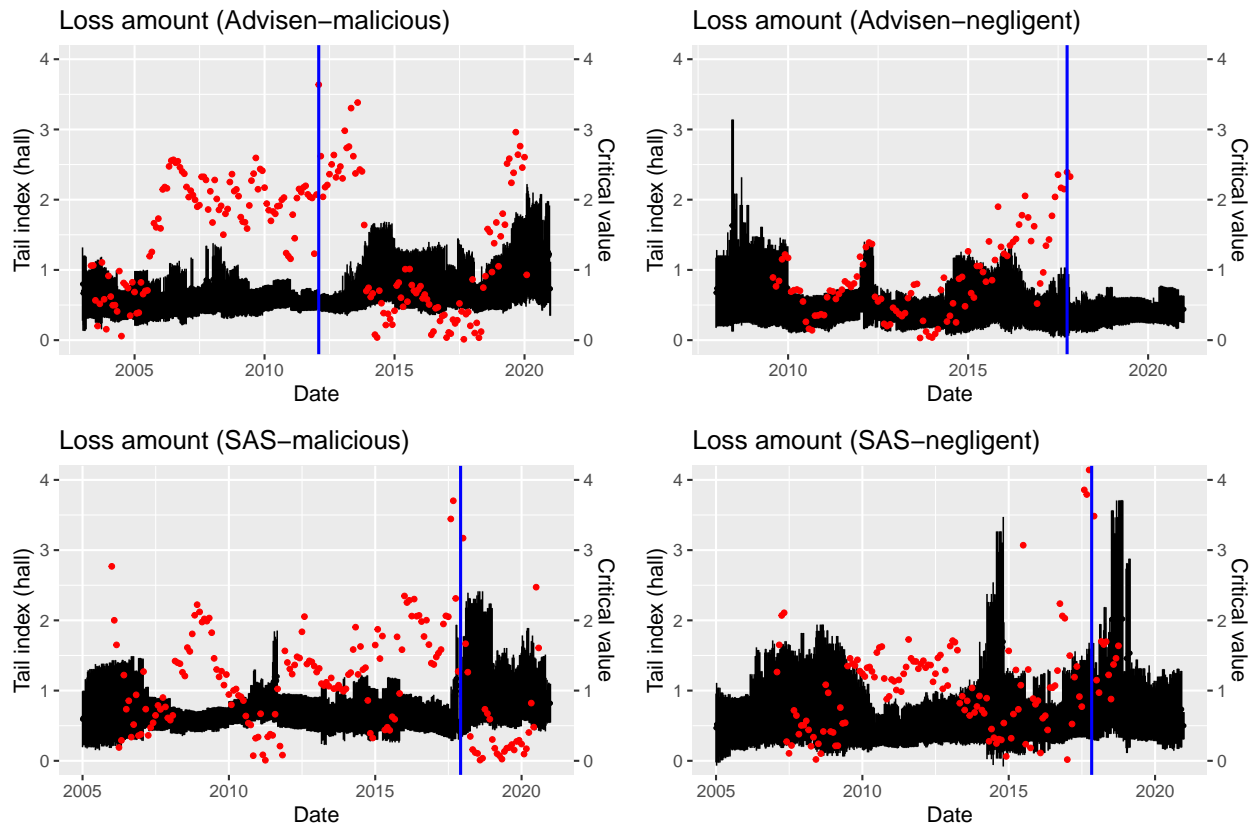 Loss amount (Advisen−malicious)
Tail index (hall)
4
3
2
1
0
4
3
2
1
0
Critical value
2005 2010 2015 2020
Date
Loss amount (Advisen−negligent)
Tail index (hall)
4
3
2
1
0
4
3
2
1
0
Critical value
2010 2015 2020
Date
Loss amount (SAS−malicious)
Tail index (hall)
4
3
2
1
0
4
3
2
1
0
Critical value
2005 2010 2015 2020
Date
Loss amount (SAS−negligent)
Tail index (hall)
4
3
2
1
0
4
3
2
1
0
Critical value
2005 2010 2015 2020
Date